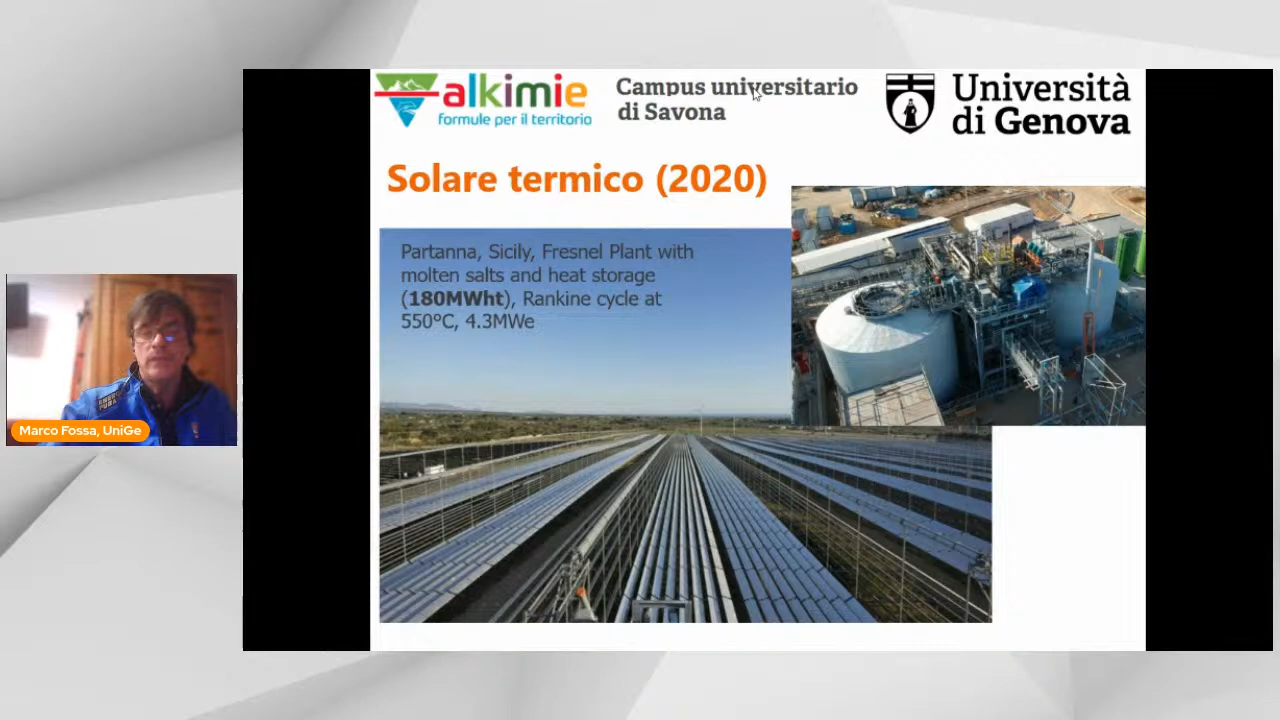 alkimie
formule per il territorio
Campus universitario
di Savona
Università
di Genova
Solare termico (2020)
Partanna, Sicily, Fresnel Plant with
molten salts and heat storage
(180MWht), Rankine cycle at
550°C, 4.3MWe
Marco Fossa, UniGe